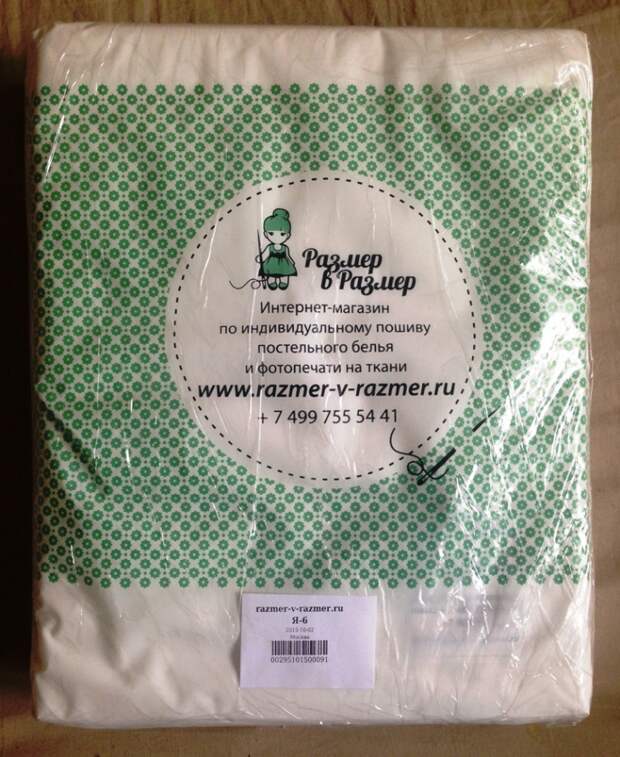 Размер
в Размер
Интернет-магазин
по индивидуальному пошиву
постельного белья
и фотопечати на ткани
www.razmer-v-razmer.ru
+ 7 499 755 54 41
razmer-v-razmer.ru
Я-6
Москва
00295101500091